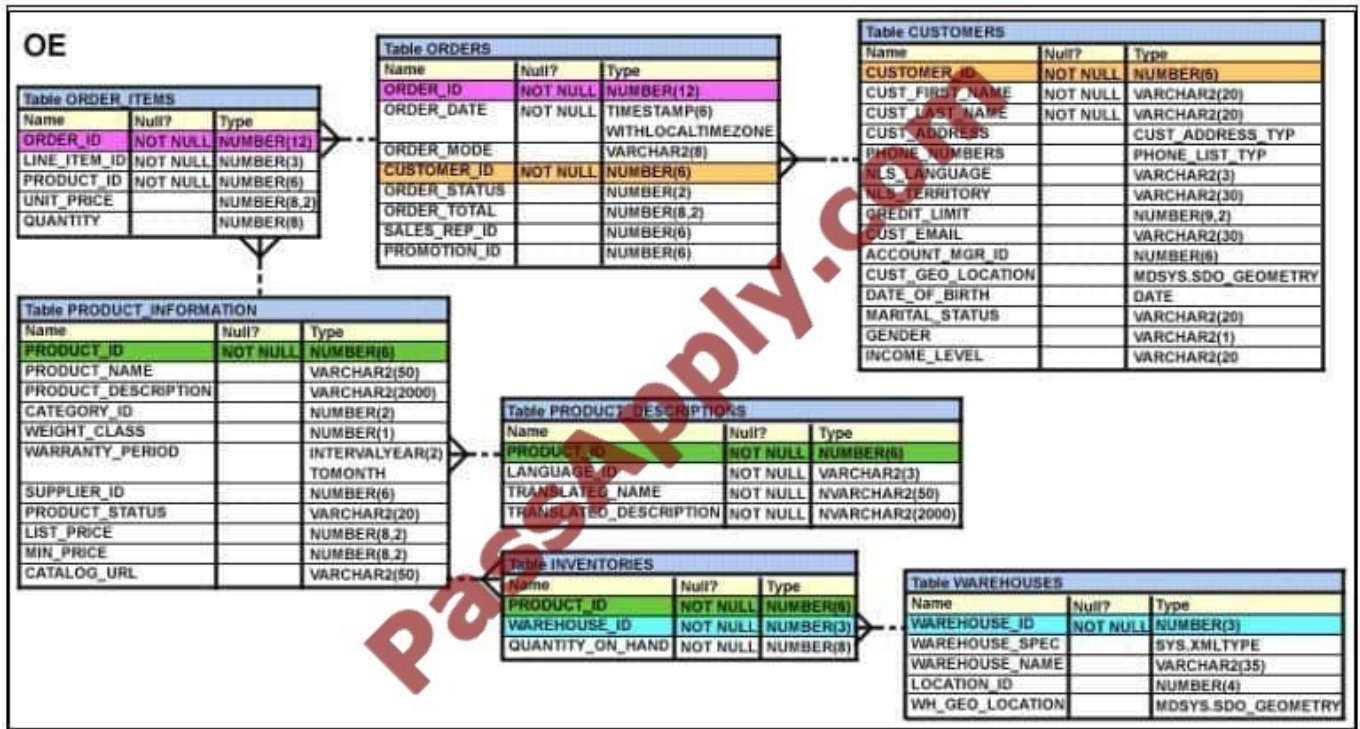 OE
Table ORDER_ITEMS
Name Null? Type
ORDER_ID NOT NULL NUMBER(12)
LINE_ITEM_ID NOT NULL NUMBER(3)
PRODUCT_ID NOT NULL NUMBER(6)
UNIT_PRICE NUMBER(8,2)
QUANTITY NUMBER(8)
Table ORDERS
Name Null? Type
ORDER_ID NOT NULL NUMBER(12)
ORDER_DATE NOT NULL TIMESTAMP(6)
WITHLOCALTIMEZONE
ORDER_MODE VARCHAR2(8)
CUSTOMER_ID NOT NULL NUMBER(6)
ORDER_STATUS NUMBER(2)
ORDER_TOTAL NUMBER(8,2)
SALES_REP_ID NUMBER(6)
PROMOTION_ID NUMBER(6)
Table CUSTOMERS
Name Null? Type
CUSTOMER_ID NOT NULL NUMBER(6)
CUST_FIRST_NAME NOT NULL VARCHAR2(20)
CUST_LAST_NAME NOT NULL VARCHAR2(20)
CUST_ADDRESS CUST_ADDRESS_TYP
PHONE_NUMBERS PHONE_LIST_TYP
NLS_LANGUAGE VARCHAR2(3)
NLS_TERRITORY VARCHAR2(30)
CREDIT_LIMIT NUMBER(9,2)
CUST_EMAIL VARCHAR2(30)
ACCOUNT_MGR_ID NUMBER(6)
CUST_GEO_LOCATION MDSYS.SDO_GEOMETRY
DATE_OF_BIRTH DATE
MARITAL_STATUS VARCHAR2(20)
GENDER VARCHAR2(1)
INCOME_LEVEL VARCHAR2(20
Table PRODUCT_INFORMATION
Name Null? Type
PRODUCT_ID NOT NULL NUMBER(6)
PRODUCT_NAME VARCHAR2(50)
PRODUCT_DESCRIPTION VARCHAR2(2000)
CATEGORY_ID NUMBER(2)
WEIGHT_CLASS NUMBER(1)
WARRANTY_PERIOD INTERVALYEAR(2)
TOMONTH
SUPPLIER_ID NUMBER(6)
PRODUCT_STATUS VARCHAR2(20)
LIST_PRICE NUMBER(8,2)
MIN_PRICE NUMBER(8,2)
CATALOG_URL VARCHAR2(50)
Table PRODUCT_DESCRIPTIONS
Name Null? Type
PRODUCT_ID NOT NULL NUMBER(6)
LANGUAGE_ID NOT NULL VARCHAR2(3)
TRANSLATED_NAME NOT NULL NVARCHAR2(50)
TRANSLATED_DESCRIPTION NOT NULL NVARCHAR2(2000)
Table INVENTORIES
Name Null? Type
PRODUCT_ID NOT NULL NUMBER(6)
WAREHOUSE_ID NOT NULL NUMBER(3)
QUANTITY_ON_HAND NOT NULL NUMBER(8)
Table WAREHOUSES
Name Null? Type
WAREHOUSE_ID NOT NULL NUMBER(3)
WAREHOUSE_SPEC SYS.XMLTYPE
WAREHOUSE_NAME VARCHAR2(35)
LOCATION_ID NUMBER(4)
WH_GEO_LOCATION MDSYS.SDO_GEOMETRY
PassApply.com